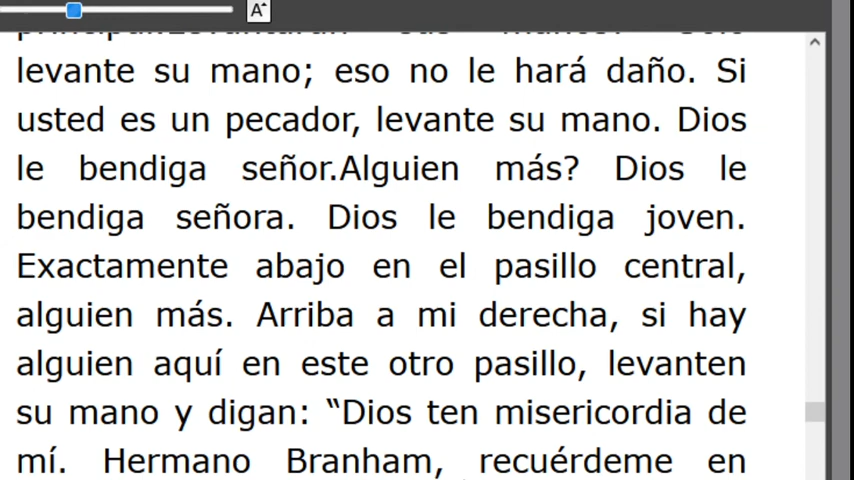 A
levante su mano; eso no le hará daño. Si
usted es un pecador, levante su mano. Dios
le bendiga señor.Alguien más? Dios le
bendiga señora. Dios le bendiga joven.
Exactamente abajo en el pasillo central,
alguien más. Arriba a mi derecha, si hay
alguien aquí en este otro pasillo, levanten
su mano y digan: “Dios ten misericordia de
mí. Hermano Branham, recuérdeme en